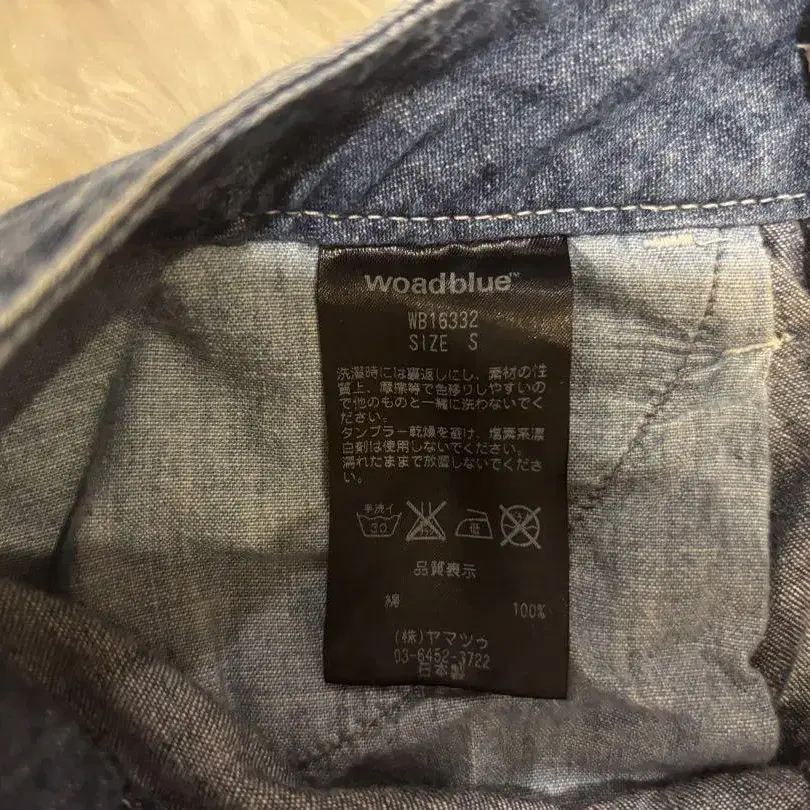 woadblue™
WB16332
SIZE S
洗濯時には裏返しにし、素材の性
質上、摩擦等で色移りしやすいの
で他のものと一緒に洗わないでく
ださい。
タンブラー乾燥を避け、塩素系漂
白剤は使用しないでください。
濡れたままで放置しないでくださ
い。
手洗イ
30
低
品質表示
綿 100%
(株)ヤマツゥ
03-6452-3722
日本製